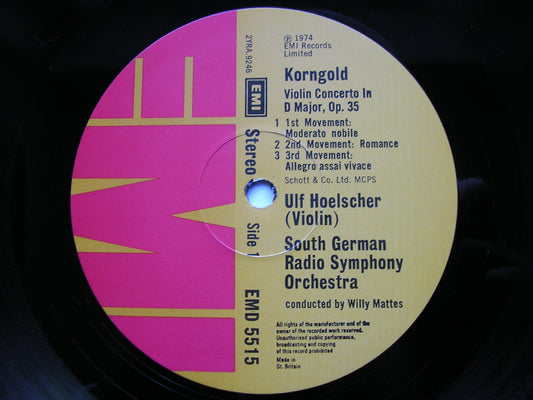 ℗ 1974
EMI Records
Limited
2YRA.9246
EMI
Stereo
Side 1
EMD 5515
Korngold
Violin Concerto In
D Major, Op. 35
1 1st Movement:
Moderato nobile
2 2nd Movement: Romance
3 3rd Movement:
Allegro assai vivace
Schott & Co. Ltd. MCPS
Ulf Hoelscher
(Violin)
South German
Radio Symphony
Orchestra
conducted by Willy Mattes
All rights of the manufacturer and of the
owner of the recorded work reserved.
Unauthorised public performance,
broadcasting and copying
of this record prohibited
Made in
Gt. Britain
EMI